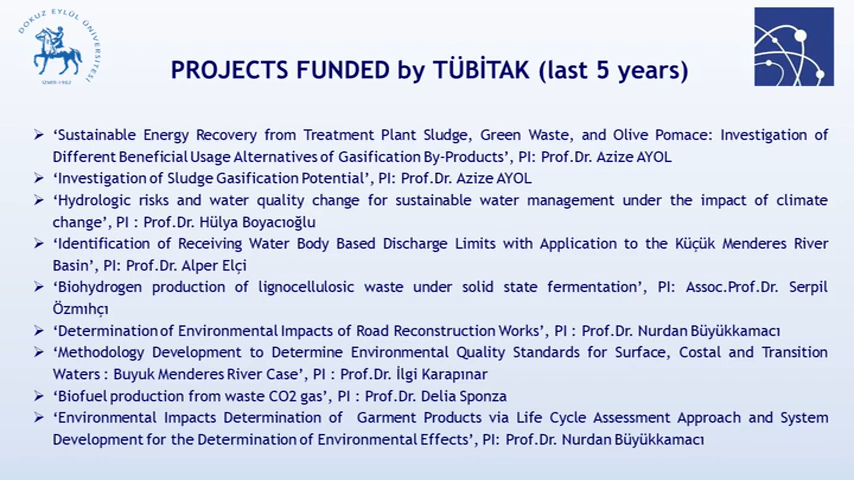 DOKUZ EYLÜL ÜNİVERSİTESİ
İZMİR-1982
PROJECTS FUNDED by TÜBİTAK (last 5 years)
➢ ‘Sustainable Energy Recovery from Treatment Plant Sludge, Green Waste, and Olive Pomace: Investigation of
Different Beneficial Usage Alternatives of Gasification By-Products’, PI: Prof.Dr. Azize AYOL
➢ ‘Investigation of Sludge Gasification Potential’, PI: Prof.Dr. Azize AYOL
➢ ‘Hydrologic risks and water quality change for sustainable water management under the impact of climate
change’, PI : Prof.Dr. Hülya Boyacıoğlu
➢ ‘Identification of Receiving Water Body Based Discharge Limits with Application to the Küçük Menderes River
Basin’, PI: Prof.Dr. Alper Elçi
➢ ‘Biohydrogen production of lignocellulosic waste under solid state fermentation’, PI: Assoc.Prof.Dr. Serpil
Özmıhçı
➢ ‘Determination of Environmental Impacts of Road Reconstruction Works’, PI : Prof.Dr. Nurdan Büyükkamacı
➢ ‘Methodology Development to Determine Environmental Quality Standards for Surface, Costal and Transition
Waters : Buyuk Menderes River Case’, PI : Prof.Dr. İlgi Karapınar
➢ ‘Biofuel production from waste CO2 gas’, PI : Prof.Dr. Delia Sponza
➢ ‘Environmental Impacts Determination of Garment Products via Life Cycle Assessment Approach and System
Development for the Determination of Environmental Effects’, PI: Prof.Dr. Nurdan Büyükkamacı